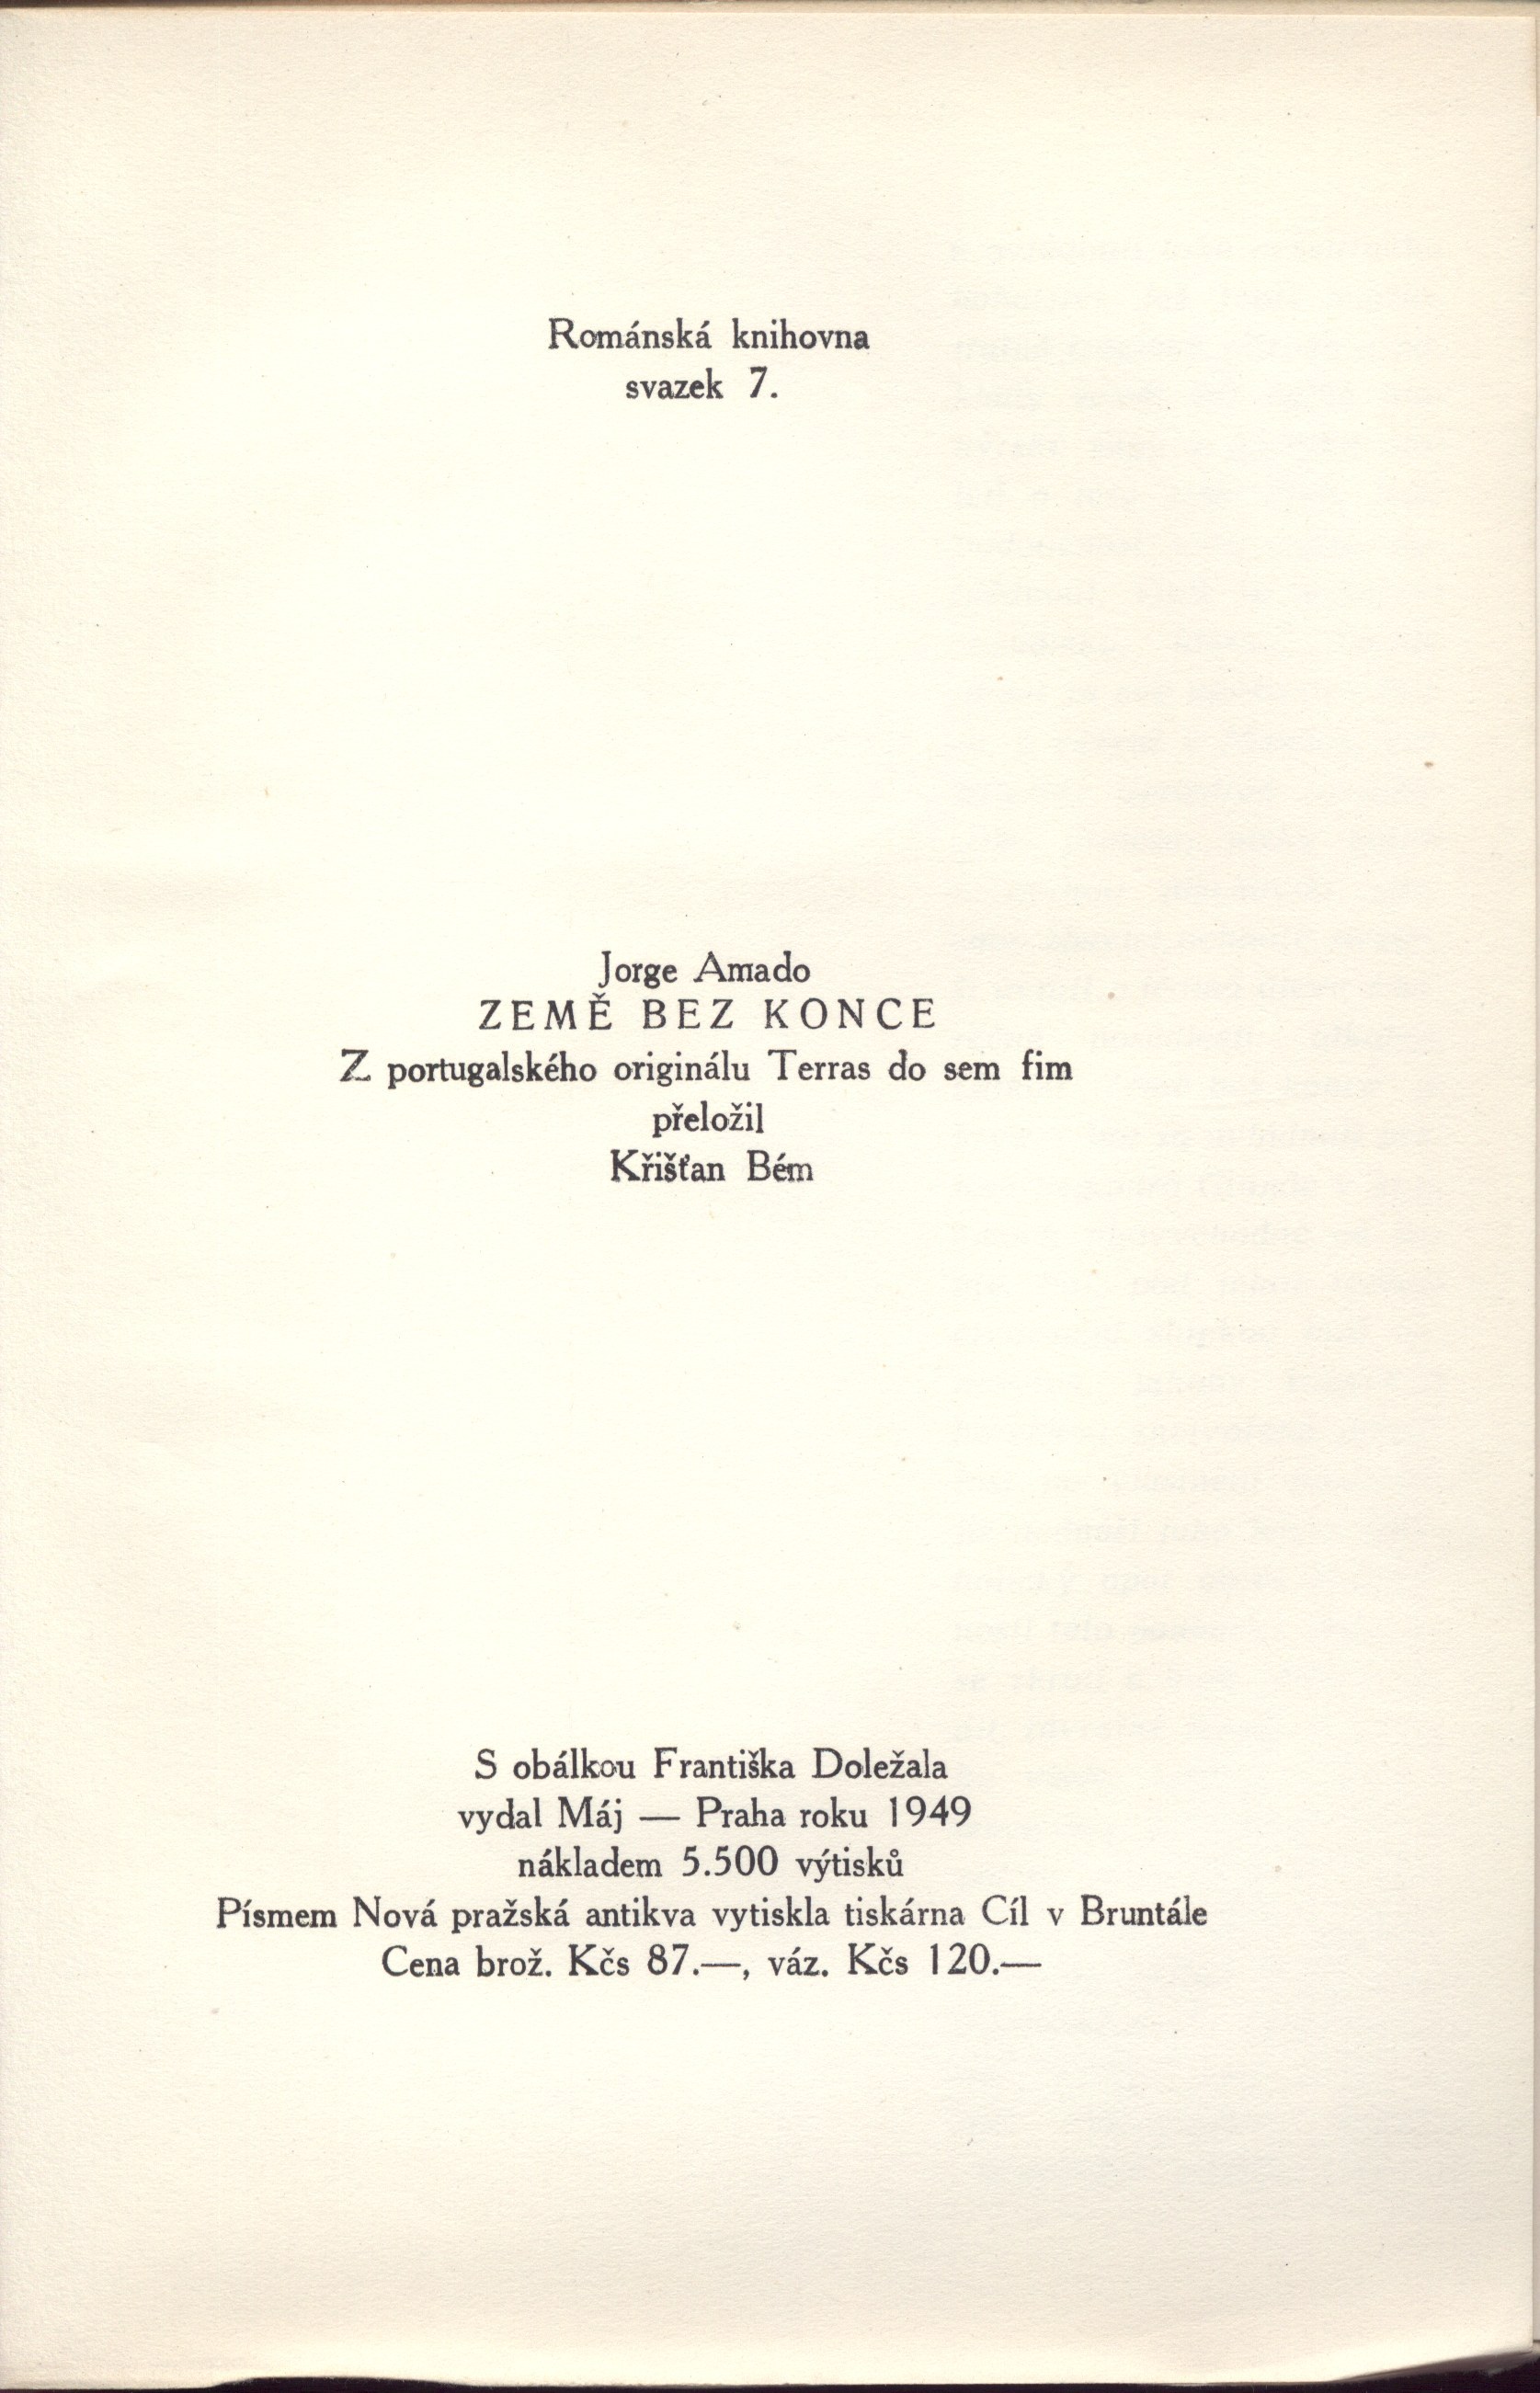 Románská knihovna
svazek 7.
Jorge Amado
ZEMĚ BEZ KONCE
Z portugalského originálu Terras do sem fim
přeložil
Křišťan Bém
S obálkou Františka Doležala
vydal Máj — Praha roku 1949
nákladem 5.500 výtisků
Písmem Nová pražská antikva vytiskla tiskárna Cíl v Bruntále
Cena brož. Kčs 87.—, váz. Kčs 120.—